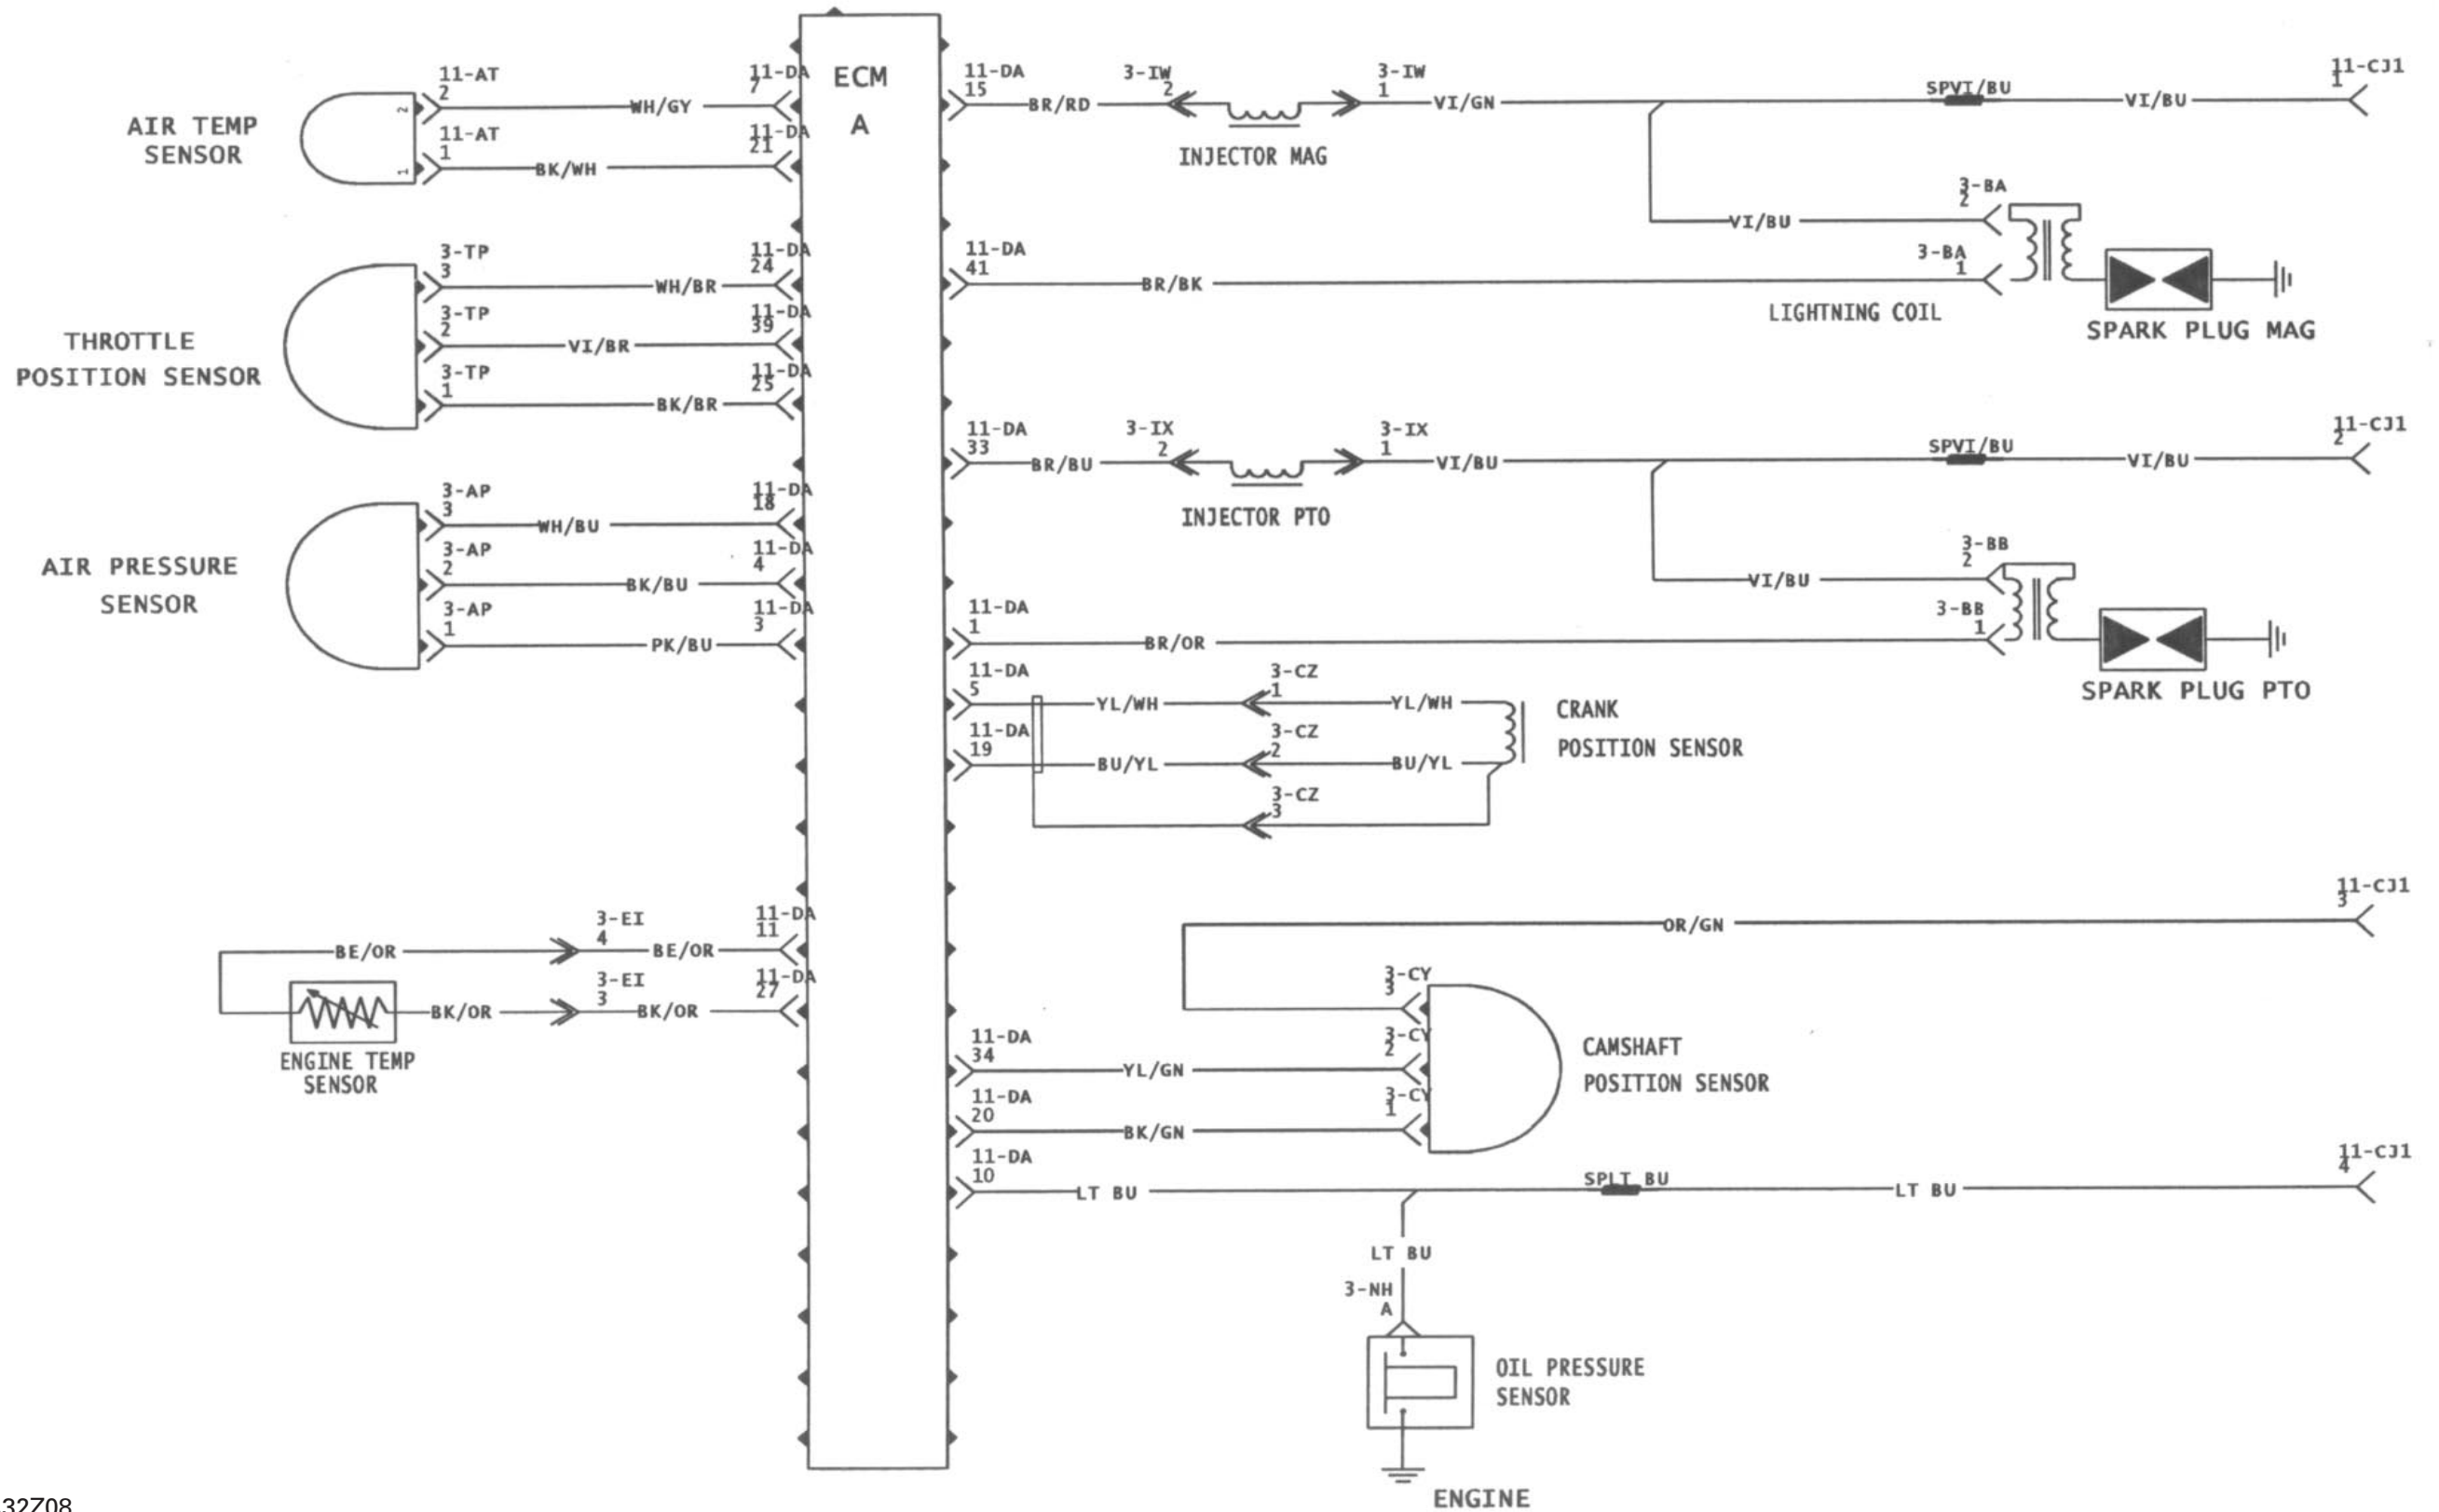 ECM
A
11-AT
2
WH/GY
11-DA
7
AIR TEMP
SENSOR
2
1
11-AT
1
BK/WH
11-DA
21
3-TP
3
WH/BR
11-DA
24
THROTTLE
POSITION SENSOR
3-TP
2
VI/BR
11-DA
39
3-TP
1
BK/BR
11-DA
25
3-AP
3
WH/BU
11-DA
18
AIR PRESSURE
SENSOR
3-AP
2
BK/BU
11-DA
4
3-AP
1
PK/BU
11-DA
3
BE/OR
3-EI
4
BE/OR
11-DA
11
BK/OR
3-EI
3
BK/OR
11-DA
27
ENGINE TEMP
SENSOR
11-DA
15
BR/RD
3-IW
2
INJECTOR MAG
3-IW
1
VI/GN
SPVI/BU
VI/BU
11-CJ1
1
VI/BU
3-BA
2
11-DA
41
BR/BK
3-BA
1
LIGHTNING COIL
SPARK PLUG MAG
11-DA
33
BR/BU
3-IX
2
INJECTOR PTO
3-IX
1
VI/BU
SPVI/BU
VI/BU
11-CJ1
2
VI/BU
3-BB
2
11-DA
1
BR/OR
3-BB
1
SPARK PLUG PTO
11-DA
5
YL/WH
3-CZ
1
YL/WH
CRANK
POSITION SENSOR
11-DA
19
BU/YL
3-CZ
2
BU/YL
3-CZ
3
OR/GN
11-CJ1
3
3-CY
3
11-DA
34
YL/GN
3-CY
2
CAMSHAFT
POSITION SENSOR
11-DA
20
BK/GN
3-CY
1
11-DA
10
LT BU
SPLT BU
LT BU
11-CJ1
4
LT BU
3-NH
A
OIL PRESSURE
SENSOR
ENGINE
32Z08